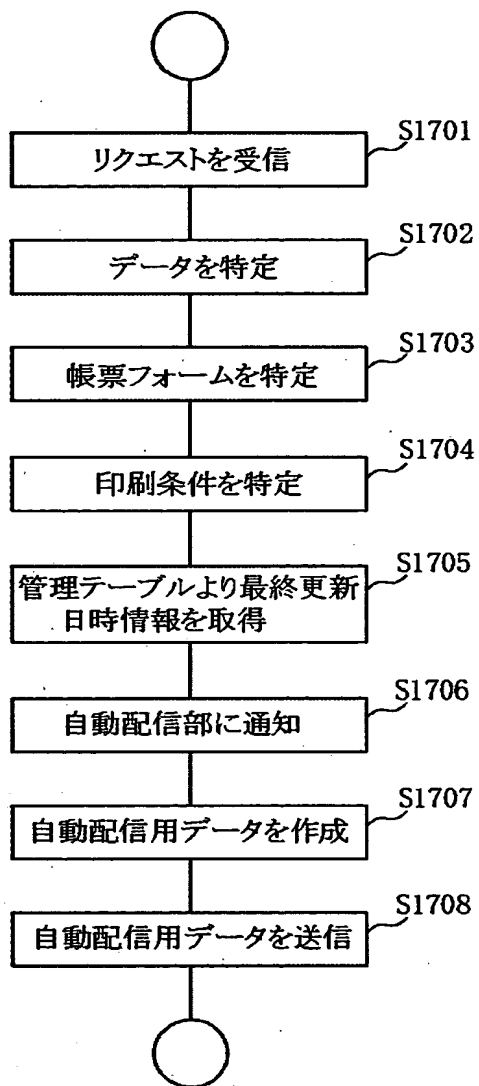 S1701
リクエストを受信
S1702
データを特定
S1703
帳票フォームを特定
S1704
印刷条件を特定
S1705
管理テーブルより最終更新
日時情報を取得
S1706
自動配信部に通知
S1707
自動配信用データを作成
S1708
自動配信用データを送信